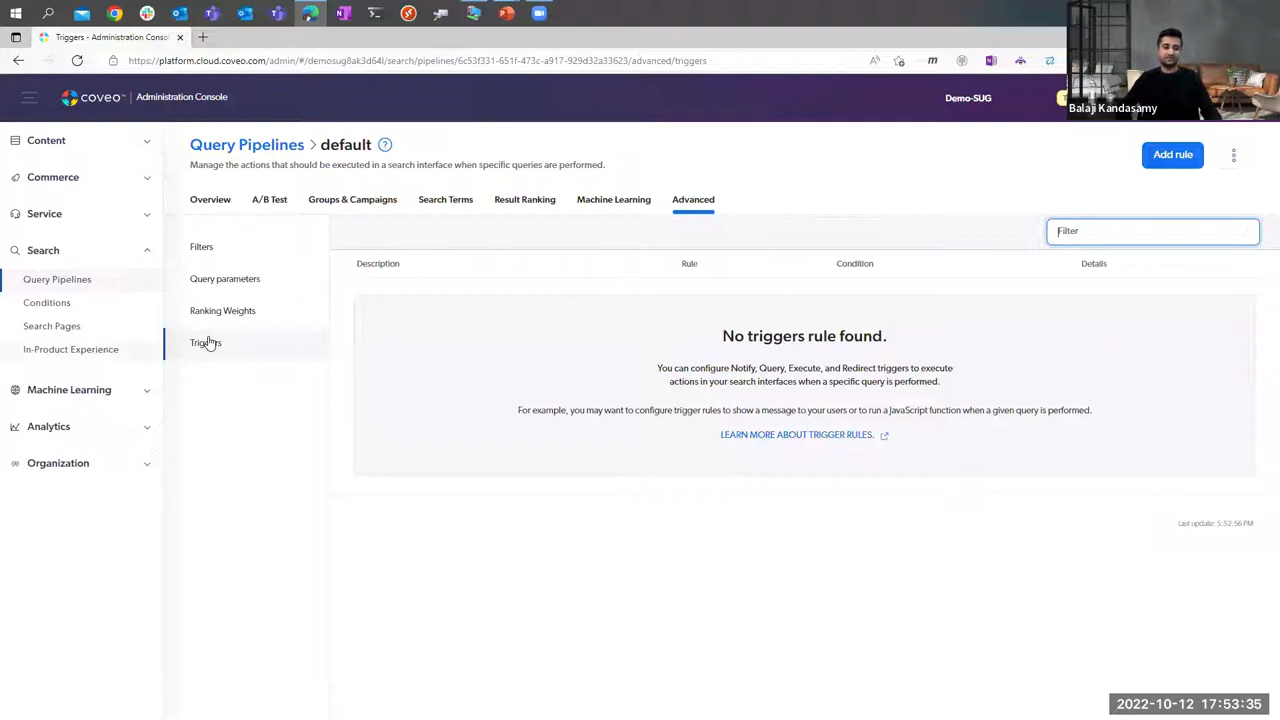 Triggers - Administration Conso
https://platform.cloud.coveo.com/admin/#/demosug8ak3d64l/search/pipelines/6c53f331-651f-473c-a917-929d32a33623/advanced/triggers
Balaji Kandasamy
coveo™ Administration Console
Demo-SUG
Content
Commerce
Service
Search
Query Pipelines
Conditions
Search Pages
In-Product Experience
Machine Learning
Analytics
Organization
Query Pipelines > default
Manage the actions that should be executed in a search interface when specific queries are performed.
Add rule
Overview A/B Test Groups & Campaigns Search Terms Result Ranking Machine Learning Advanced
Filters
Query parameters
Ranking Weights
Triggers
Filter
Description Rule Condition Details
No triggers rule found.
You can configure Notify, Query, Execute, and Redirect triggers to execute
actions in your search interfaces when a specific query is performed.
For example, you may want to configure trigger rules to show a message to your users or to run a JavaScript function when a given query is performed.
LEARN MORE ABOUT TRIGGER RULES.
Last update: 5:52:56 PM
2022-10-12 17:53:35